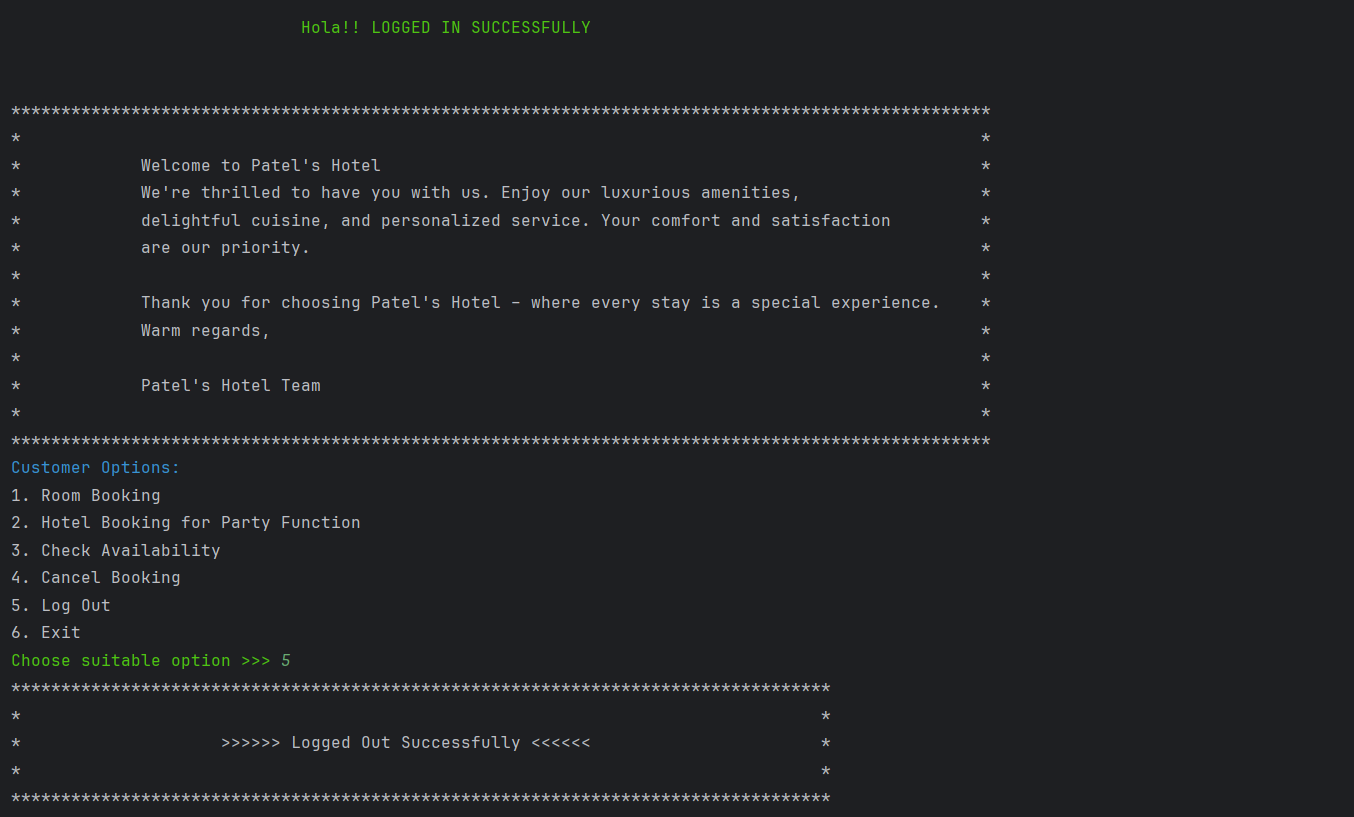 Hola!! LOGGED IN SUCCESSFULLY
**************************************************************************************************
* *
* Welcome to Patel's Hotel *
* We're thrilled to have you with us. Enjoy our luxurious amenities, *
* delightful cuisine, and personalized service. Your comfort and satisfaction *
* are our priority. *
* *
* Thank you for choosing Patel's Hotel – where every stay is a special experience. *
* Warm regards, *
* *
* Patel's Hotel Team *
* *
**************************************************************************************************
Customer Options:
1. Room Booking
2. Hotel Booking for Party Function
3. Check Availability
4. Cancel Booking
5. Log Out
6. Exit
Choose suitable option >>> 5
**********************************************************************************
* *
* >>>>>> Logged Out Successfully <<<<<< *
* *
**********************************************************************************